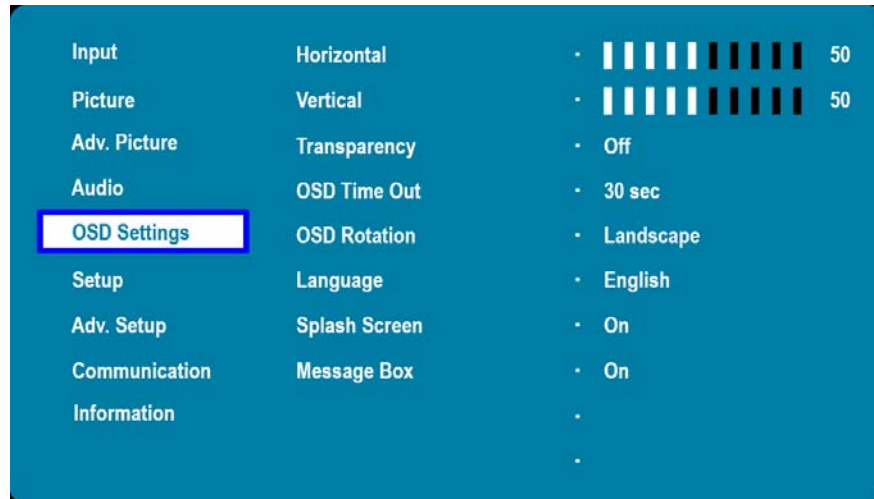 Input Horizontal · 50
Picture Vertical · 50
Adv. Picture Transparency · Off
Audio OSD Time Out · 30 sec
OSD Settings OSD Rotation · Landscape
Setup Language · English
Adv. Setup Splash Screen · On
Communication Message Box · On
Information ·
·